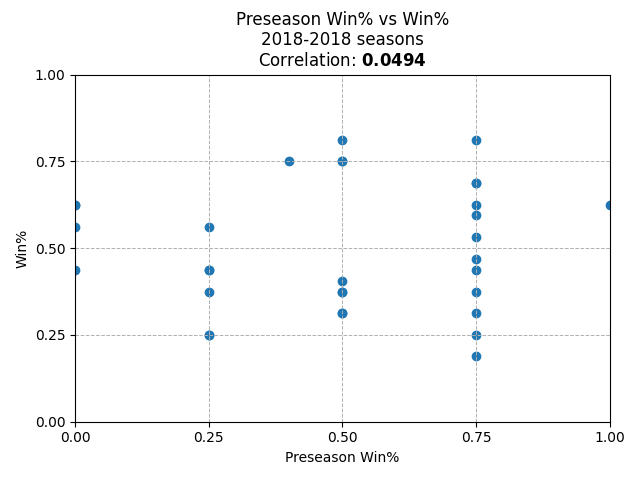 Preseason Win% vs Win%
2018-2018 seasons
Correlation: 0.0494
1.00
0.75
0.50
0.25
0.00
Win%
0.00 0.25 0.50 0.75 1.00
Preseason Win%